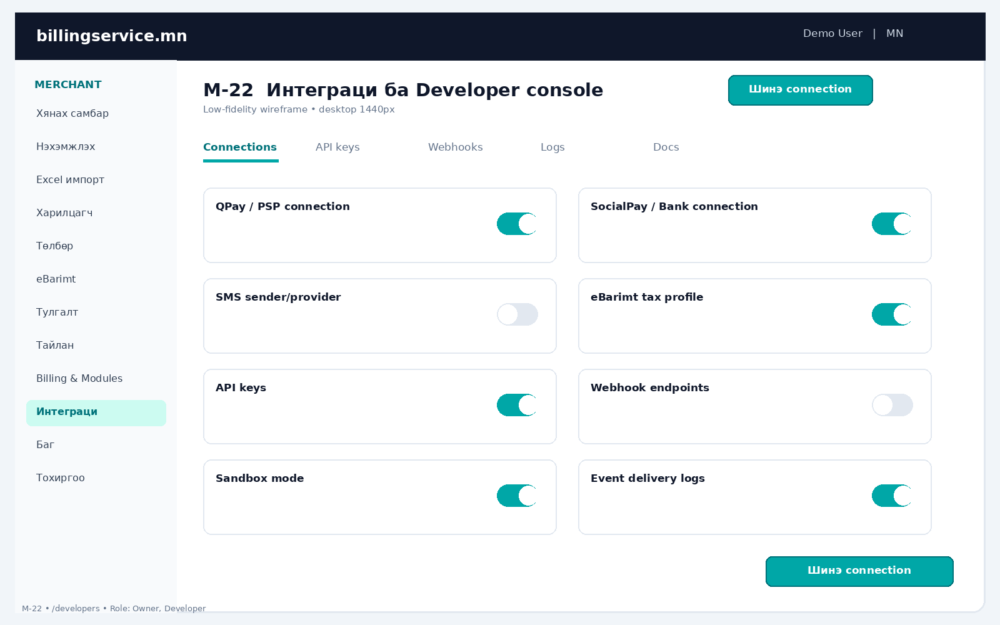 billingservice.mn
Demo User | MN
MERCHANT
Хянах самбар
Нэхэмжлэх
Excel импорт
Харилцагч
Төлбөр
eBarimt
Тулгалт
Тайлан
Billing & Modules
Интеграци
Баг
Тохиргоо
M-22 Интеграци ба Developer console
Low-fidelity wireframe • desktop 1440px
Шинэ connection
Connections API keys Webhooks Logs Docs
QPay / PSP connection
SocialPay / Bank connection
SMS sender/provider
eBarimt tax profile
API keys
Webhook endpoints
Sandbox mode
Event delivery logs
Шинэ connection
M-22 • /developers • Role: Owner, Developer